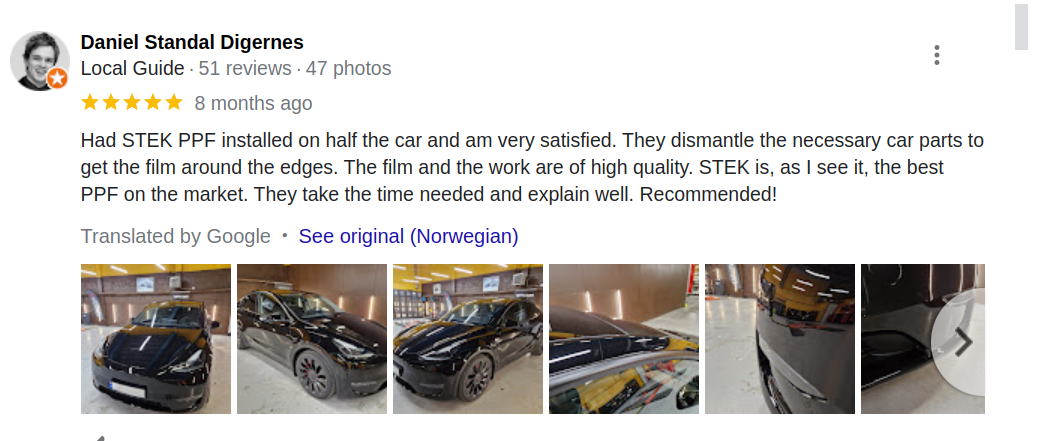 Daniel Standal Digernes
Local Guide · 51 reviews · 47 photos
8 months ago
Had STEK PPF installed on half the car and am very satisfied. They dismantle the necessary car parts to
get the film around the edges. The film and the work are of high quality. STEK is, as I see it, the best
PPF on the market. They take the time needed and explain well. Recommended!
Translated by Google • See original (Norwegian)